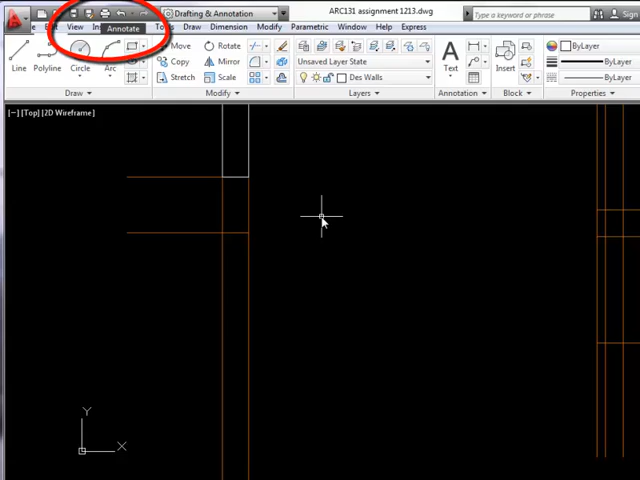 Drafting & Annotation
ARC131 assignment 1213.dwg
Type a keyword or phrase
View
Annotate
Draw Dimension Modify Parametric Window Help Express
Line Polyline Circle Arc
Move Rotate
Copy Mirror
Stretch Scale
Unsaved Layer State
Des Walls
Text
Insert
ByLayer
ByLayer
ByLayer
Draw Modify Layers Annotation Block
[−] [Top] [2D Wireframe]
Y
X